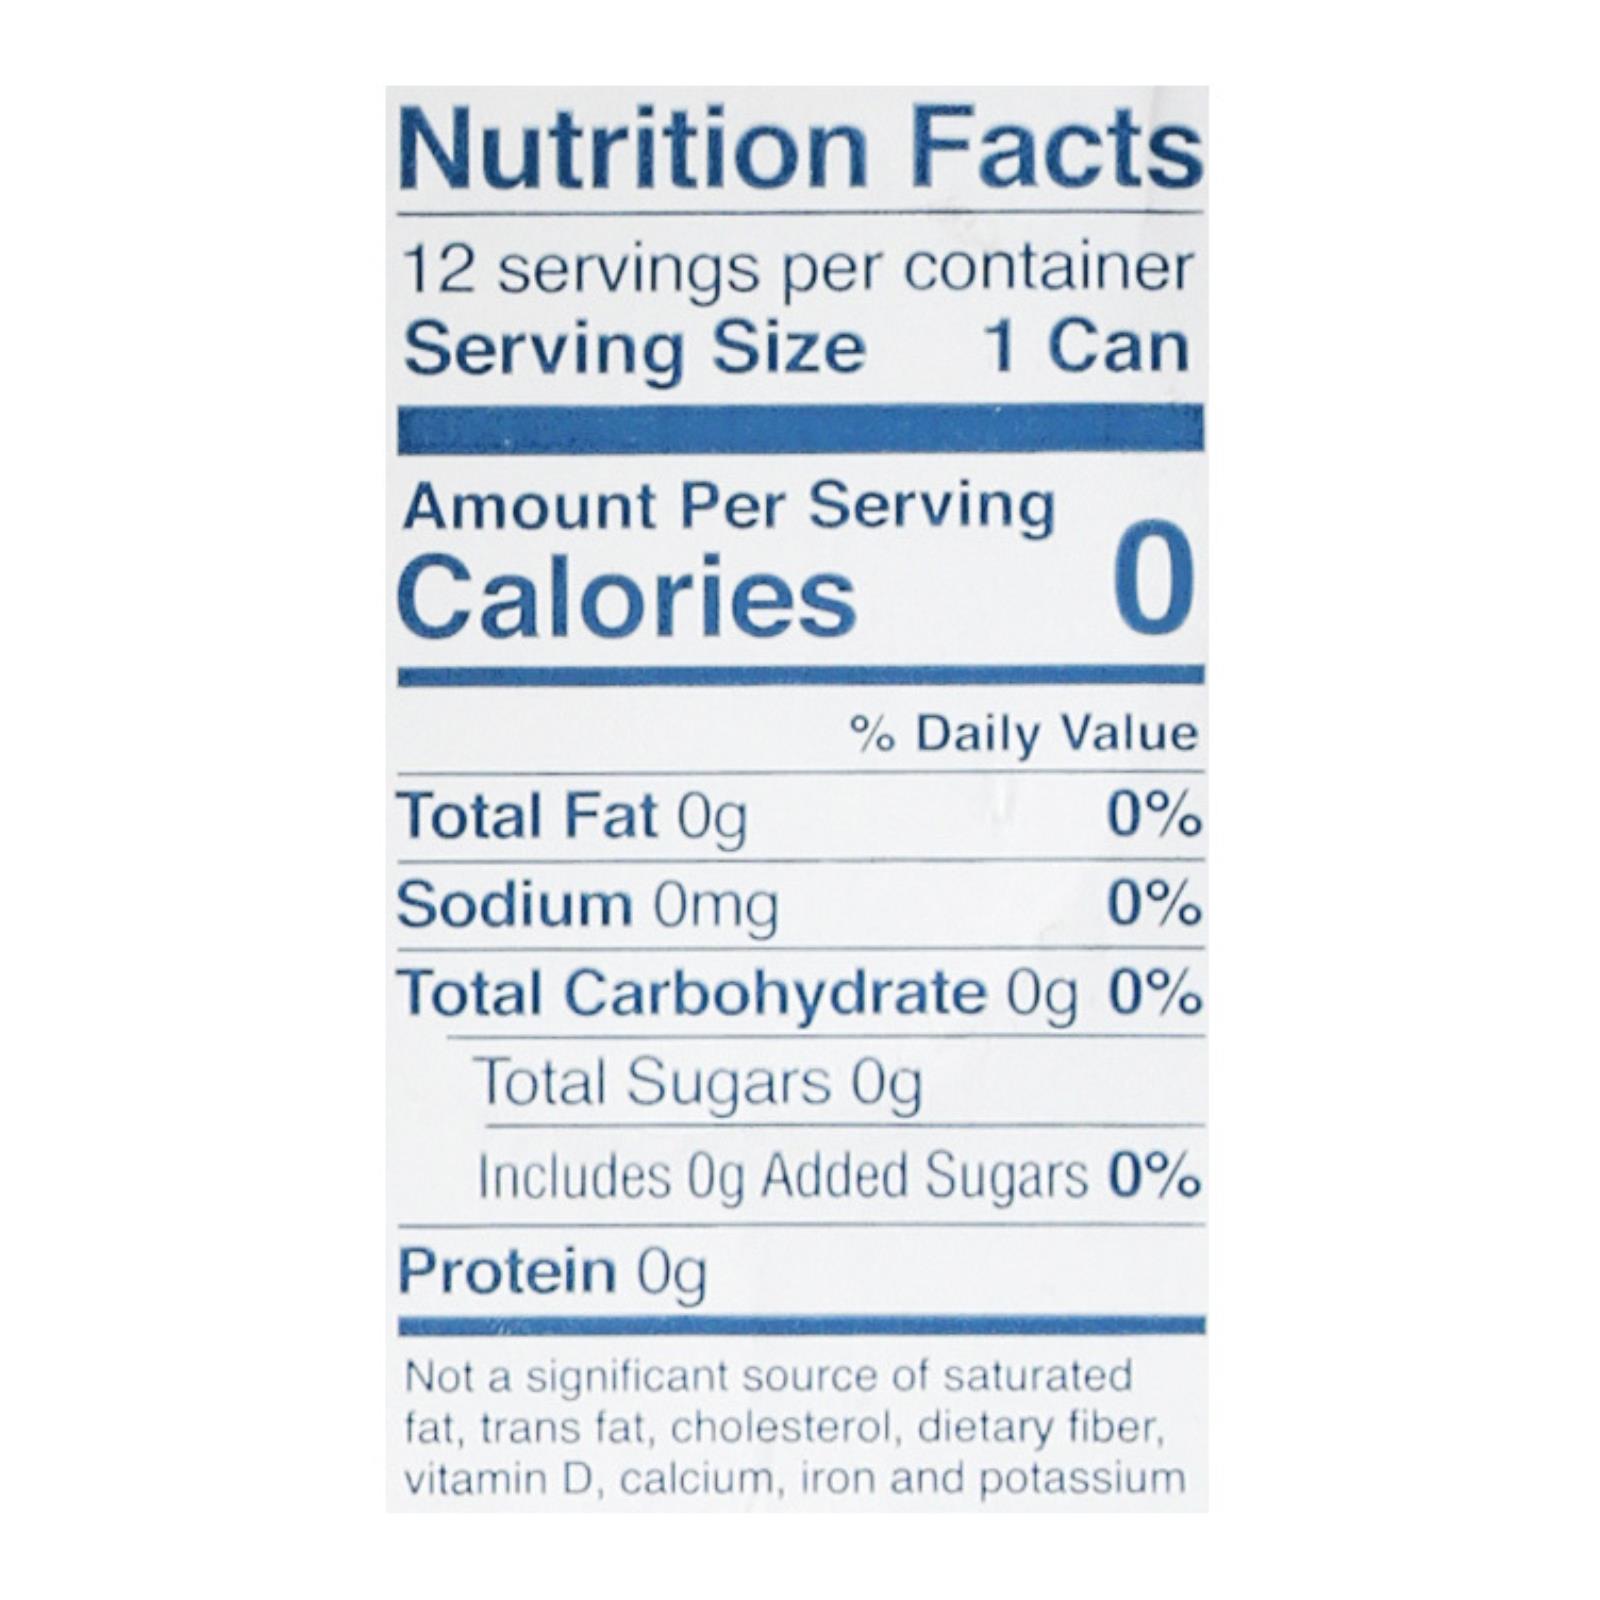 Nutrition Facts
12 servings per container
Serving Size 1 Can
Amount Per Serving
Calories 0
% Daily Value
Total Fat 0g 0%
Sodium 0mg 0%
Total Carbohydrate 0g 0%
Total Sugars 0g
Includes 0g Added Sugars 0%
Protein 0g
Not a significant source of saturated
fat, trans fat, cholesterol, dietary fiber,
vitamin D, calcium, iron and potassium